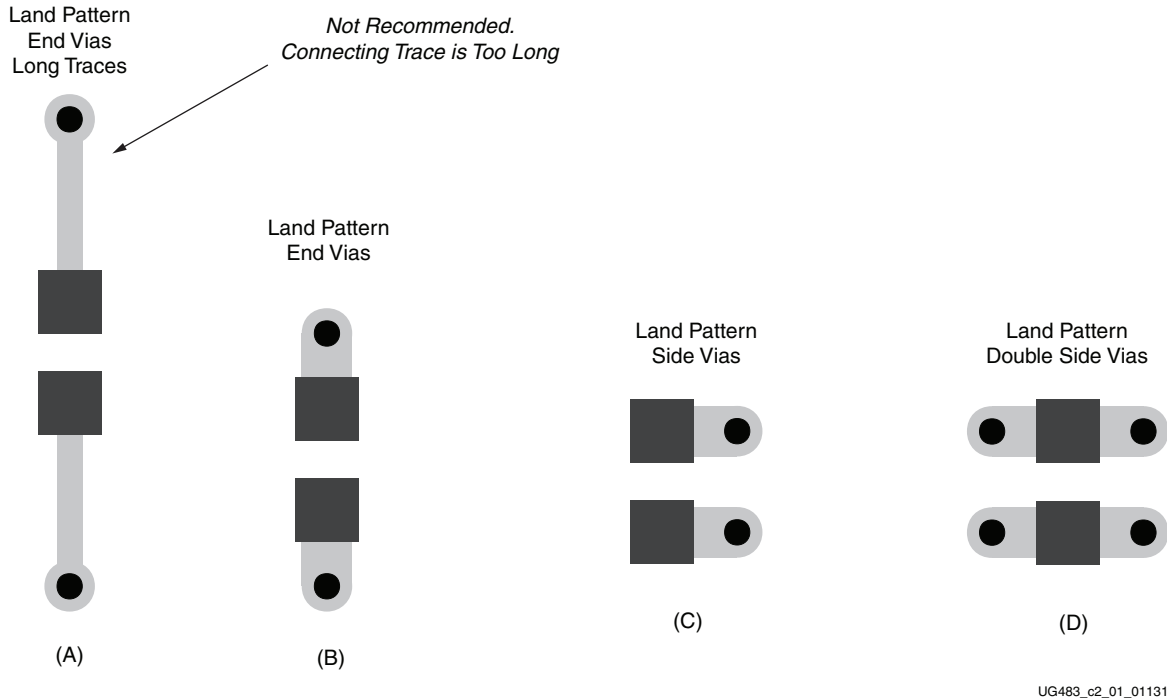 Land Pattern
End Vias
Long Traces
Not Recommended.
Connecting Trace is Too Long
Land Pattern
End Vias
Land Pattern
Side Vias
Land Pattern
Double Side Vias
(A)
(B)
(C)
(D)
UG483_c2_01_01131